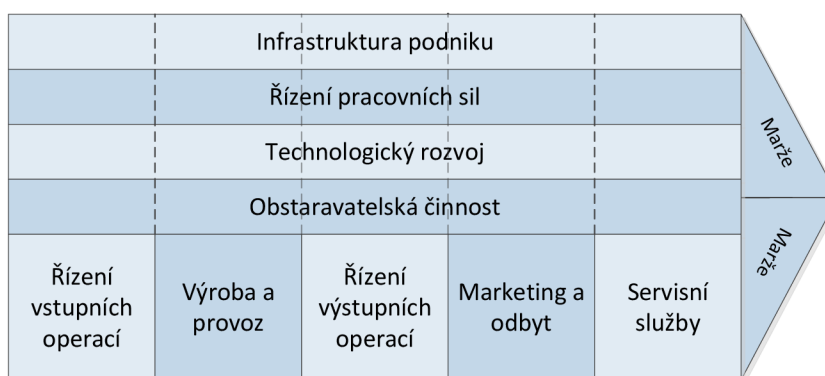 Infrastruktura podniku
Řízení pracovních sil
Technologický rozvoj
Obstaravatelská činnost
Řízení
vstupních
operací
Výroba a
provoz
Řízení
výstupních
operací
Marketing a
odbyt
Servisní
služby
Marže
Marže